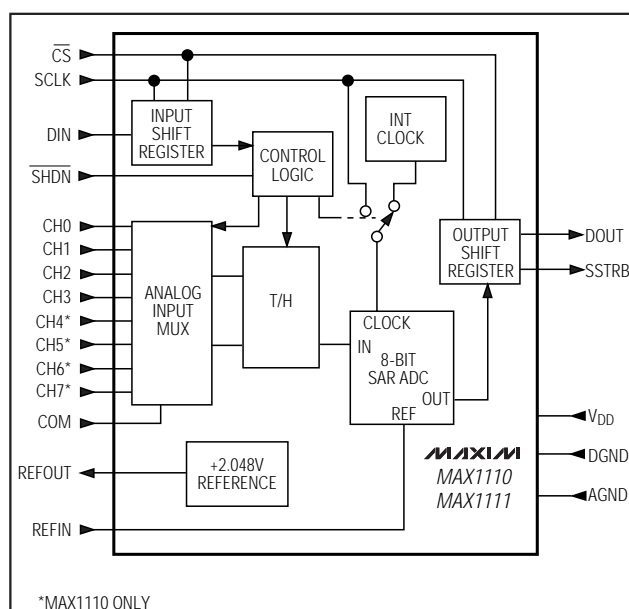 CS
SCLK
DIN
SHDN
CH0
CH1
CH2
CH3
CH4*
CH5*
CH6*
CH7*
COM
REFOUT
REFIN
INPUT
SHIFT
REGISTER
CONTROL
LOGIC
INT
CLOCK
ANALOG
INPUT
MUX
T/H
CLOCK
IN
8-BIT
SAR ADC
OUT
REF
OUTPUT
SHIFT
REGISTER
+2.048V
REFERENCE
MAXIM
MAX1110
MAX1111
DOUT
SSTRB
VDD
DGND
AGND
*MAX1110 ONLY